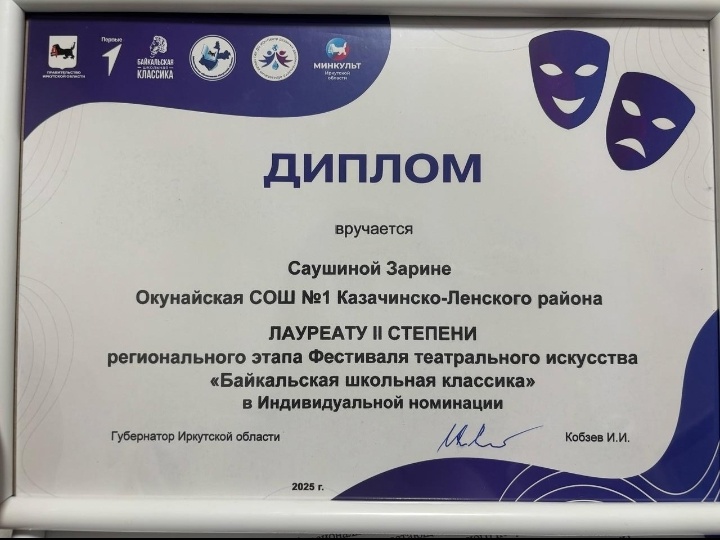 ПРАВИТЕЛЬСТВО
ИРКУТСКОЙ ОБЛАСТИ
Первые
БАЙКАЛЬСКАЯ
ШКОЛЬНАЯ
КЛАССИКА
МИНКУЛЬТ
Иркутской
области
ДИПЛОМ
вручается
Саушиной Зарине
Окунайская СОШ №1 Казачинско-Ленского района
ЛАУРЕАТУ II СТЕПЕНИ
регионального этапа Фестиваля театрального искусства
«Байкальская школьная классика»
в Индивидуальной номинации
Губернатор Иркутской области
Кобзев И.И.
2025 г.